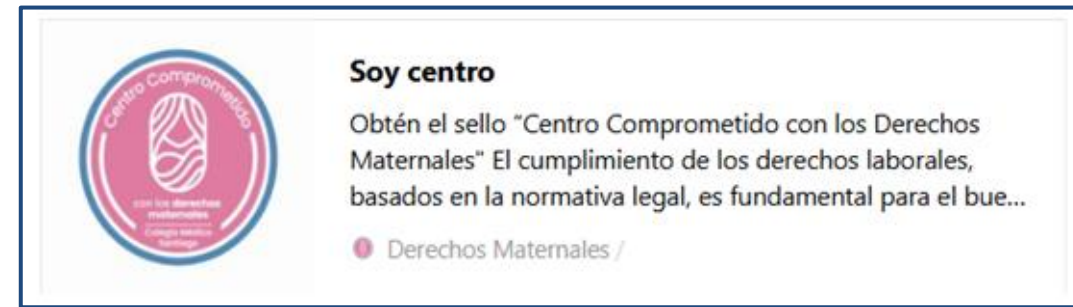 Centro Comprometido
con los derechos
maternales
Colegio Médico
Santiago
Soy centro
Obtén el sello "Centro Comprometido con los Derechos
Maternales" El cumplimiento de los derechos laborales,
basados en la normativa legal, es fundamental para el bue...
Derechos Maternales /